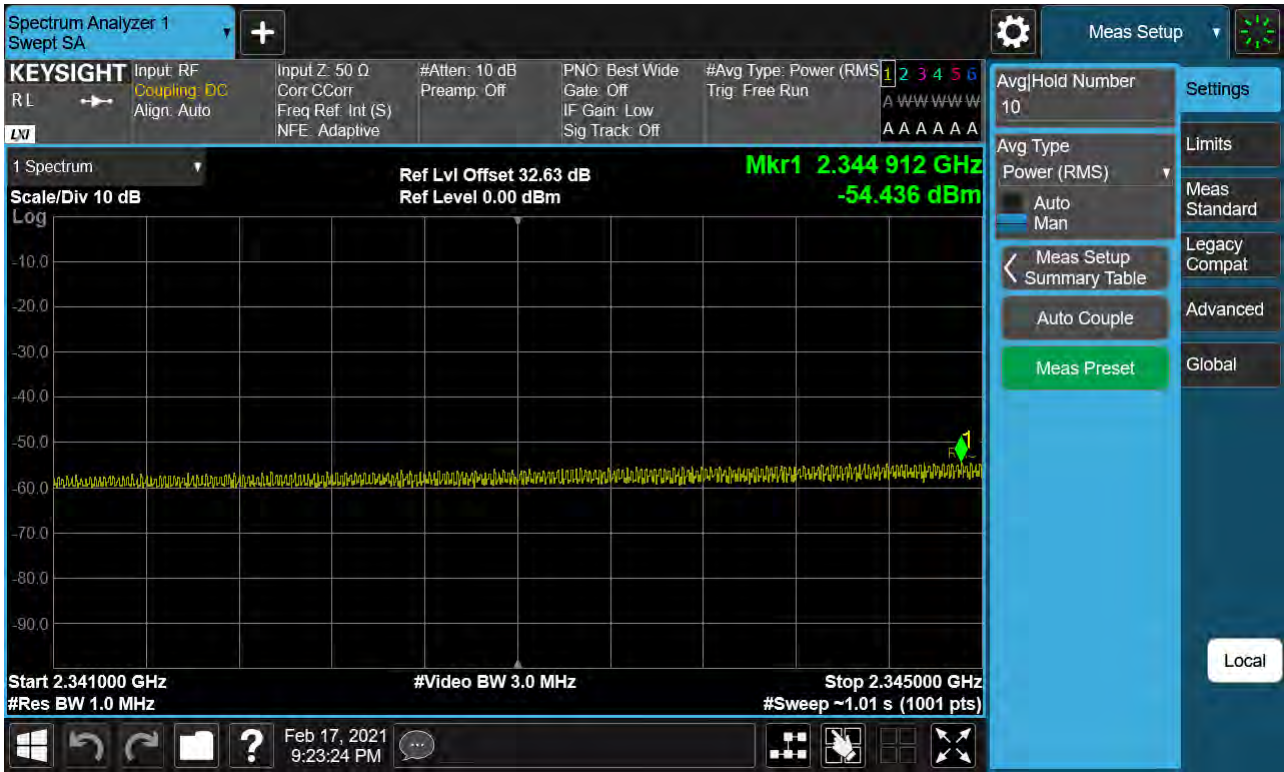 Spectrum Analyzer 1
Swept SA
+
Meas Setup
KEYSIGHT
RL
LXI
Input: RF
Coupling: DC
Align: Auto
Input Z: 50 Ω
Corr CCorr
Freq Ref: Int (S)
NFE: Adaptive
#Atten: 10 dB
Preamp: Off
PNO: Best Wide
Gate: Off
IF Gain: Low
Sig Track: Off
#Avg Type: Power (RMS
Trig: Free Run
1 2 3 4 5 6
A W W W W W
A A A A A A
1 Spectrum
Scale/Div 10 dB
Log
Ref Lvl Offset 32.63 dB
Ref Level 0.00 dBm
Mkr1 2.344 912 GHz
-54.436 dBm
-10.0
-20.0
-30.0
-40.0
-50.0
-60.0
-70.0
-80.0
-90.0
1
Start 2.341000 GHz
#Res BW 1.0 MHz
#Video BW 3.0 MHz
Stop 2.345000 GHz
#Sweep ~1.01 s (1001 pts)
Avg|Hold Number
10
Avg Type
Power (RMS)
Auto
Man
Meas Setup
Summary Table
Auto Couple
Meas Preset
Settings
Limits
Meas
Standard
Legacy
Compat
Advanced
Global
Local
?
Feb 17, 2021
9:23:24 PM